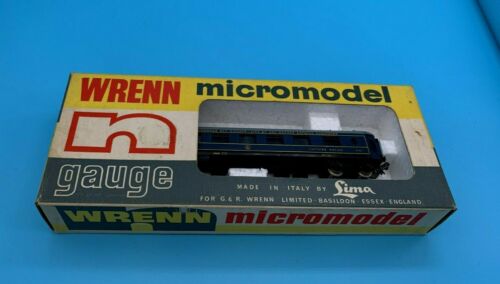 WRENN micromodel
n
gauge
MADE IN ITALY BY Lima
FOR G.& R. WRENN LIMITED·BASILDON ESSEX·ENGLAND
WRENN micromodel